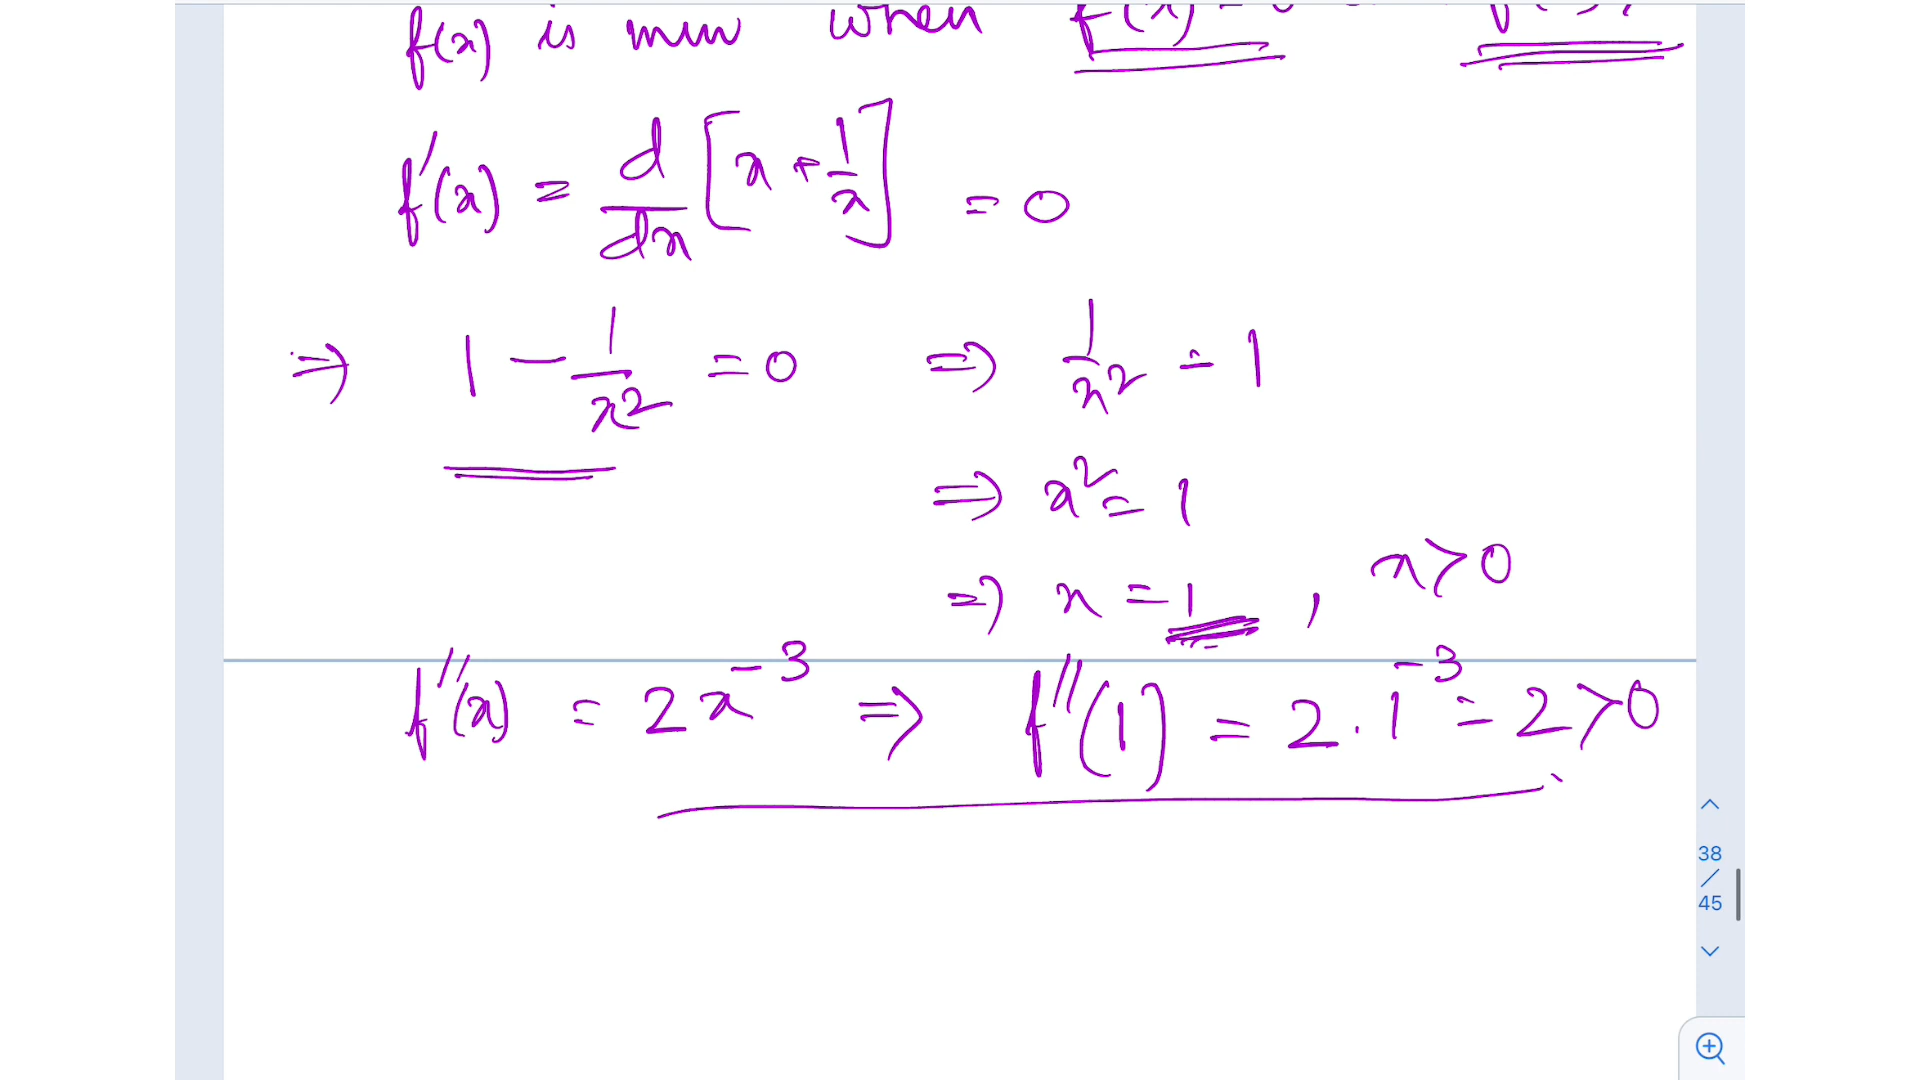 f(x) is min when
f'(x) = d/dx [x + 1/x] = 0
⇒ 1 − 1/x² = 0 ⇒ 1/x² = 1
⇒ x² = 1
⇒ x = 1 , x > 0
f''(x) = 2x⁻³ ⇒ f''(1) = 2 · 1⁻³ = 2 > 0
38
/
45